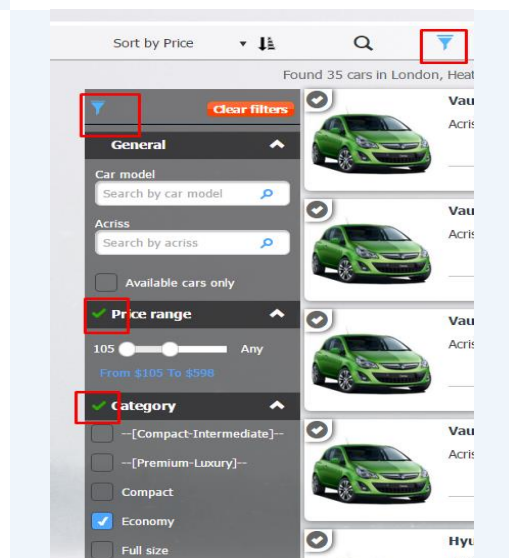 Sort by Price
Found 35 cars in London, Heat
Clear filters
General
Car model
Search by car model
Acriss
Search by acriss
Available cars only
Price range
105 Any
From $105 To $598
Category
--[Compact-Intermediate]--
--[Premium-Luxury]--
Compact
Economy
Full size
Vau
Acris
Vau
Acris
Vau
Acris
Vau
Acris
Hyu